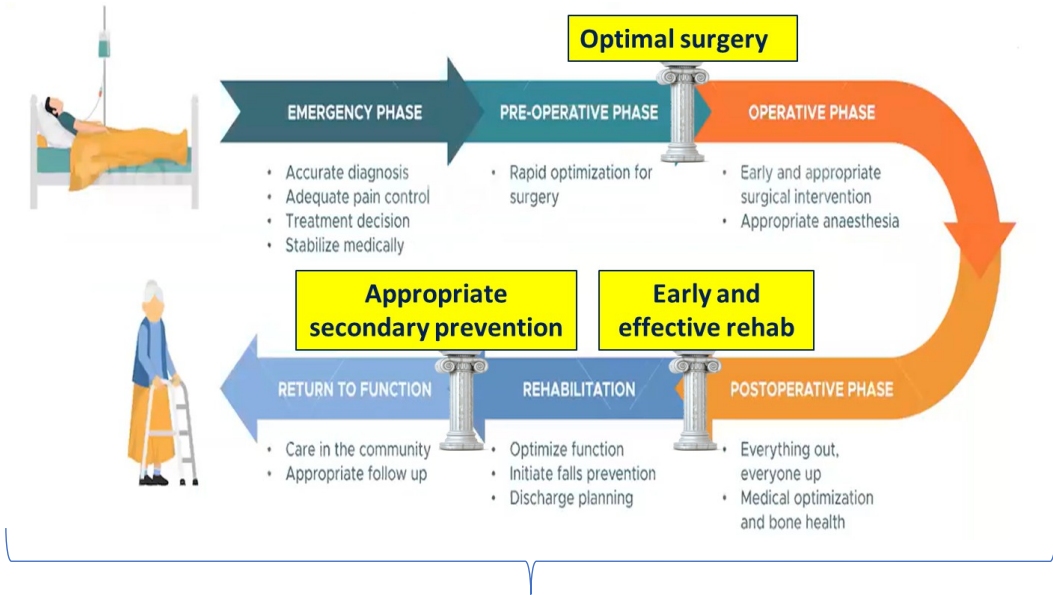 Optimal surgery
EMERGENCY PHASE
PRE-OPERATIVE PHASE
OPERATIVE PHASE
• Accurate diagnosis
• Adequate pain control
• Treatment decision
• Stabilize medically
• Rapid optimization for
surgery
• Early and appropriate
surgical intervention
• Appropriate anaesthesia
Appropriate
secondary prevention
Early and
effective rehab
RETURN TO FUNCTION
REHABILITATION
POSTOPERATIVE PHASE
• Care in the community
• Appropriate follow up
• Optimize function
• Initiate falls prevention
• Discharge planning
• Everything out,
everyone up
• Medical optimization
and bone health